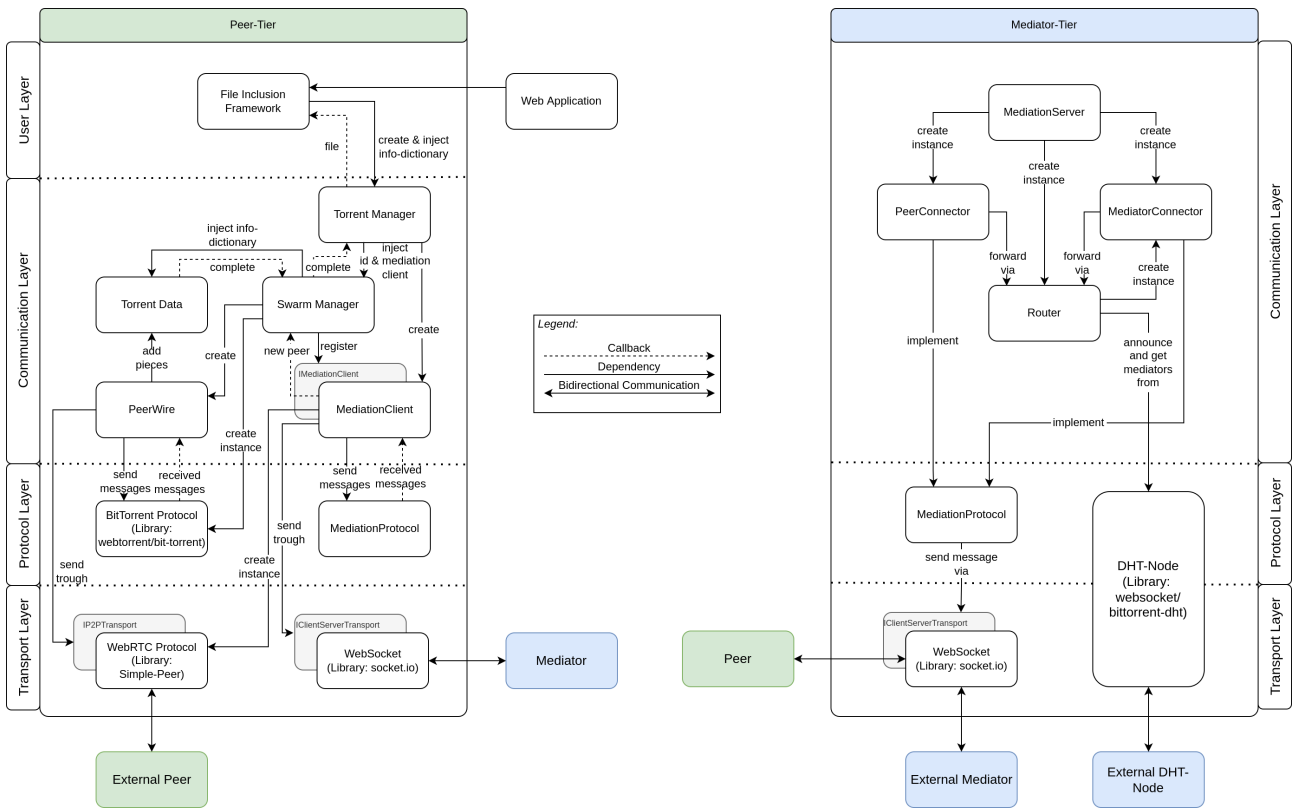 Peer-Tier
User Layer
File Inclusion
Framework
Web Application
file
create & inject
info-dictionary
Communication Layer
Torrent Manager
inject info-
dictionary
complete
complete
inject
id & mediation
client
Torrent Data
Swarm Manager
add
pieces
create
new peer
register
create
IMediationClient
PeerWire
MediationClient
create
instance
Protocol Layer
send
messages
received
messages
send
messages
received
messages
BitTorrent Protocol
(Library:
webtorrent/bit-torrent)
MediationProtocol
send
trough
send
trough
create
instance
Transport Layer
IP2PTransport
WebRTC Protocol
(Library:
Simple-Peer)
IClientServerTransport
WebSocket
(Library: socket.io)
Mediator
External Peer
Legend:
Callback
Dependency
Bidirectional Communication
Mediator-Tier
Communication Layer
MediationServer
create
instance
create
instance
create
instance
PeerConnector
MediatorConnector
forward
via
forward
via
create
instance
Router
implement
announce
and get
mediators
from
implement
Protocol Layer
MediationProtocol
send message
via
DHT-Node
(Library:
websocket/
bittorrent-dht)
Transport Layer
IClientServerTransport
WebSocket
(Library: socket.io)
Peer
External Mediator
External DHT-
Node